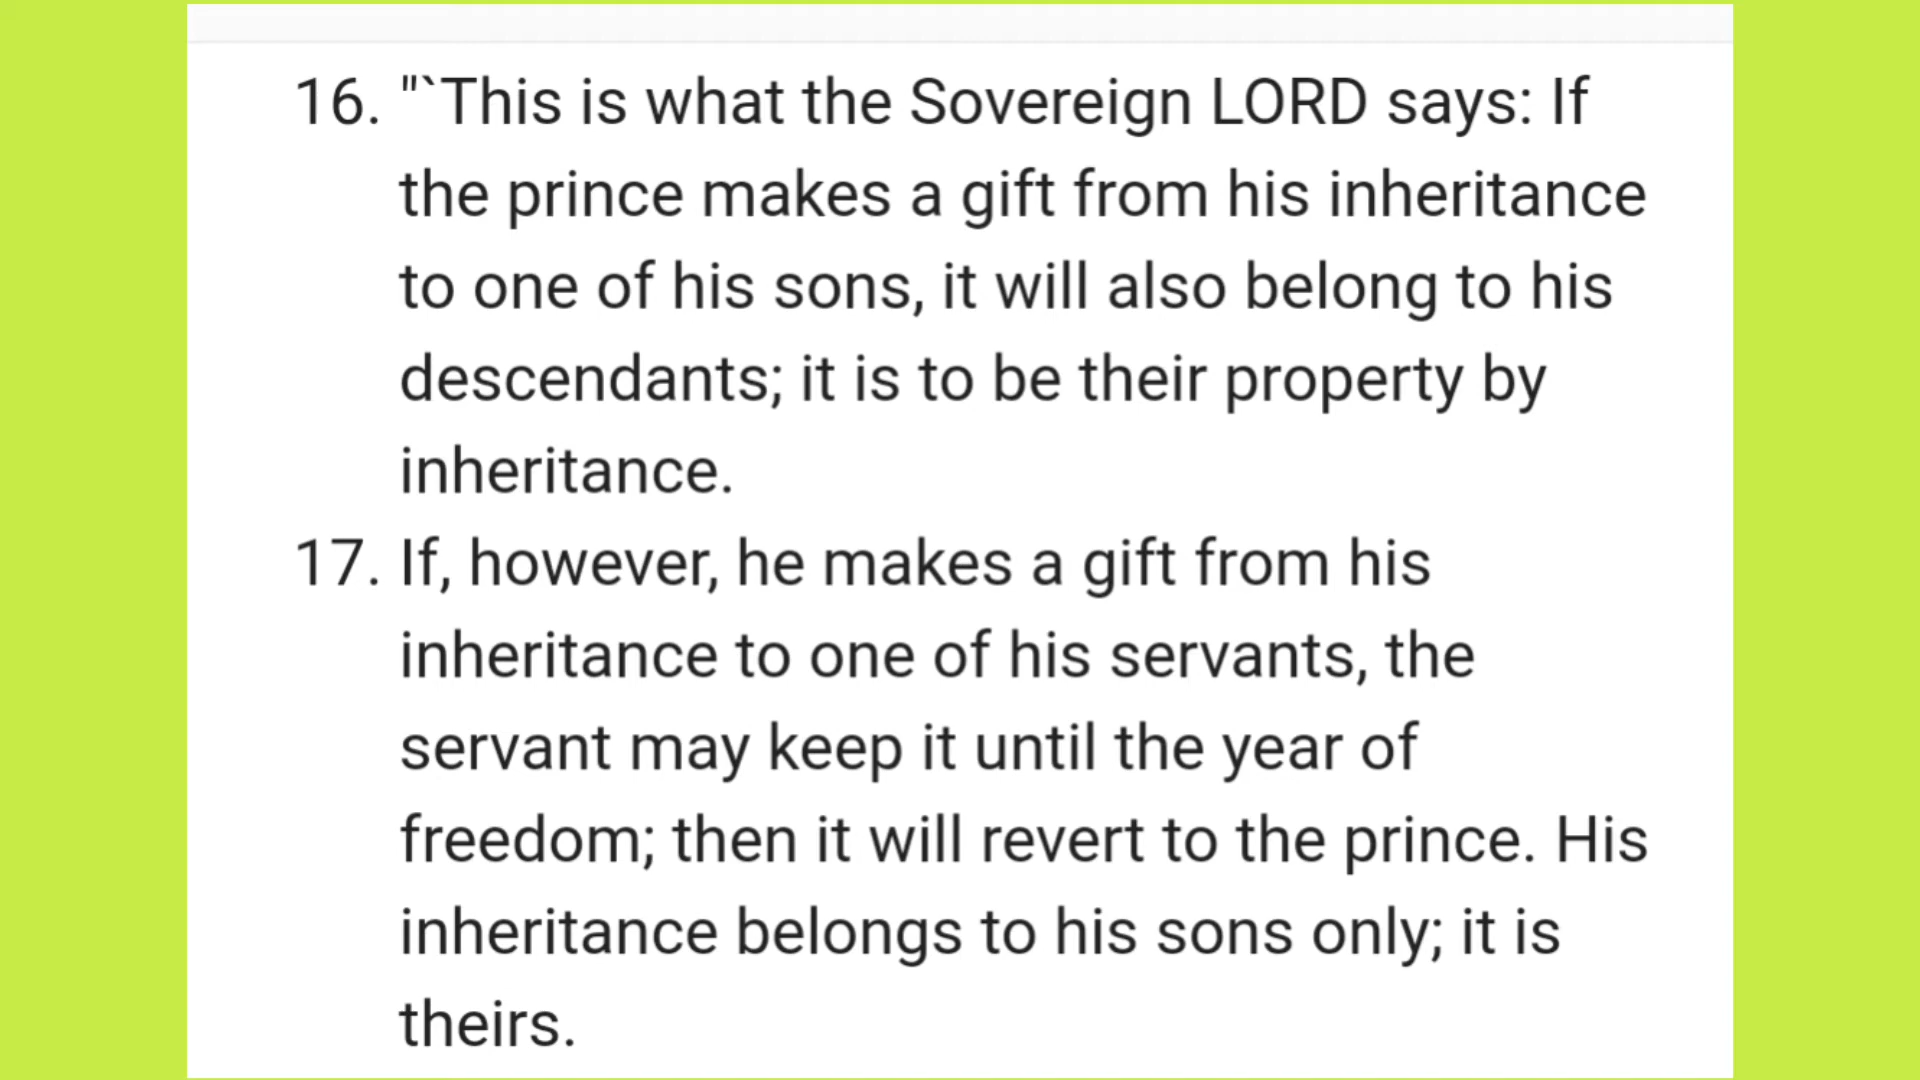 16. "`This is what the Sovereign LORD says: If
the prince makes a gift from his inheritance
to one of his sons, it will also belong to his
descendants; it is to be their property by
inheritance.
17. If, however, he makes a gift from his
inheritance to one of his servants, the
servant may keep it until the year of
freedom; then it will revert to the prince. His
inheritance belongs to his sons only; it is
theirs.